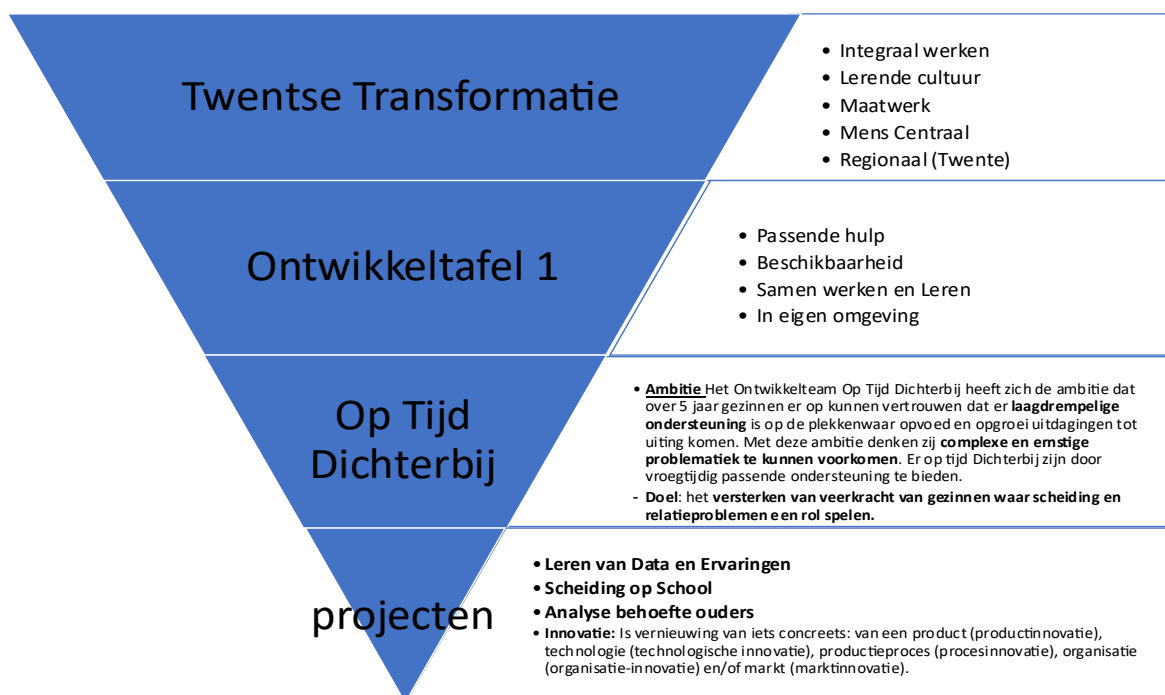 Twentse Transformatie
• Integraal werken
• Lerende cultuur
• Maatwerk
• Mens Centraal
• Regionaal (Twente)
Ontwikkeltafel 1
• Passende hulp
• Beschikbaarheid
• Samen werken en Leren
• In eigen omgeving
Op Tijd
Dichterbij
• Ambitie Het Ontwikkelteam Op Tijd Dichterbij heeft zich de ambitie dat
over 5 jaar gezinnen er op kunnen vertrouwen dat er laagdrempelige
ondersteuning is op de plekkenwaar opvoed en opgroei uitdagingen tot
uiting komen. Met deze ambitie denken zij complexe en ernstige
problematiek te kunnen voorkomen. Er op tijd Dichterbij zijn door
vroegtijdig passende ondersteuning te bieden.
- Doel: het versterken van veerkracht van gezinnen waar scheiding en
relatieproblemen een rol spelen.
projecten
• Leren van Data en Ervaringen
• Scheiding op School
• Analyse behoefte ouders
• Innovatie: Is vernieuwing van iets concreets: van een product (productinnovatie),
technologie (technologische innovatie), productieproces (procesinnovatie), organisatie
(organisatie-innovatie) en/of markt (marktinnovatie).